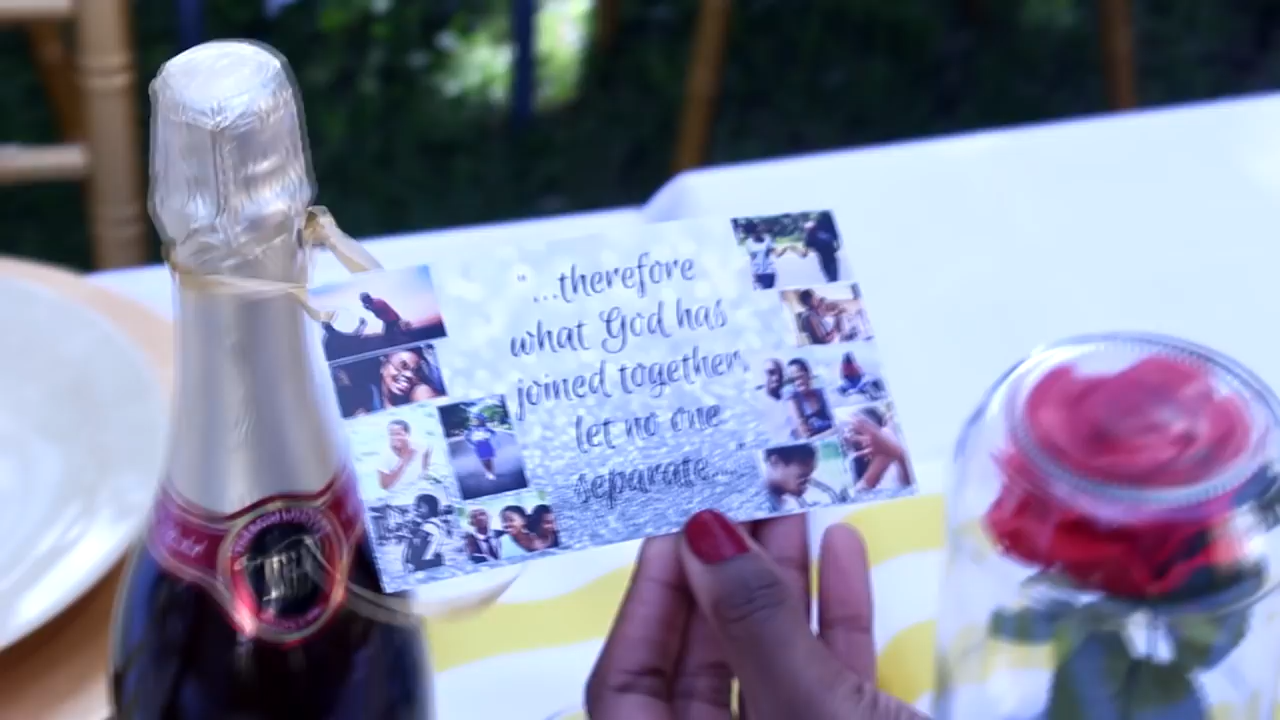 "...therefore
what God has
joined together,
let no one
separate...."